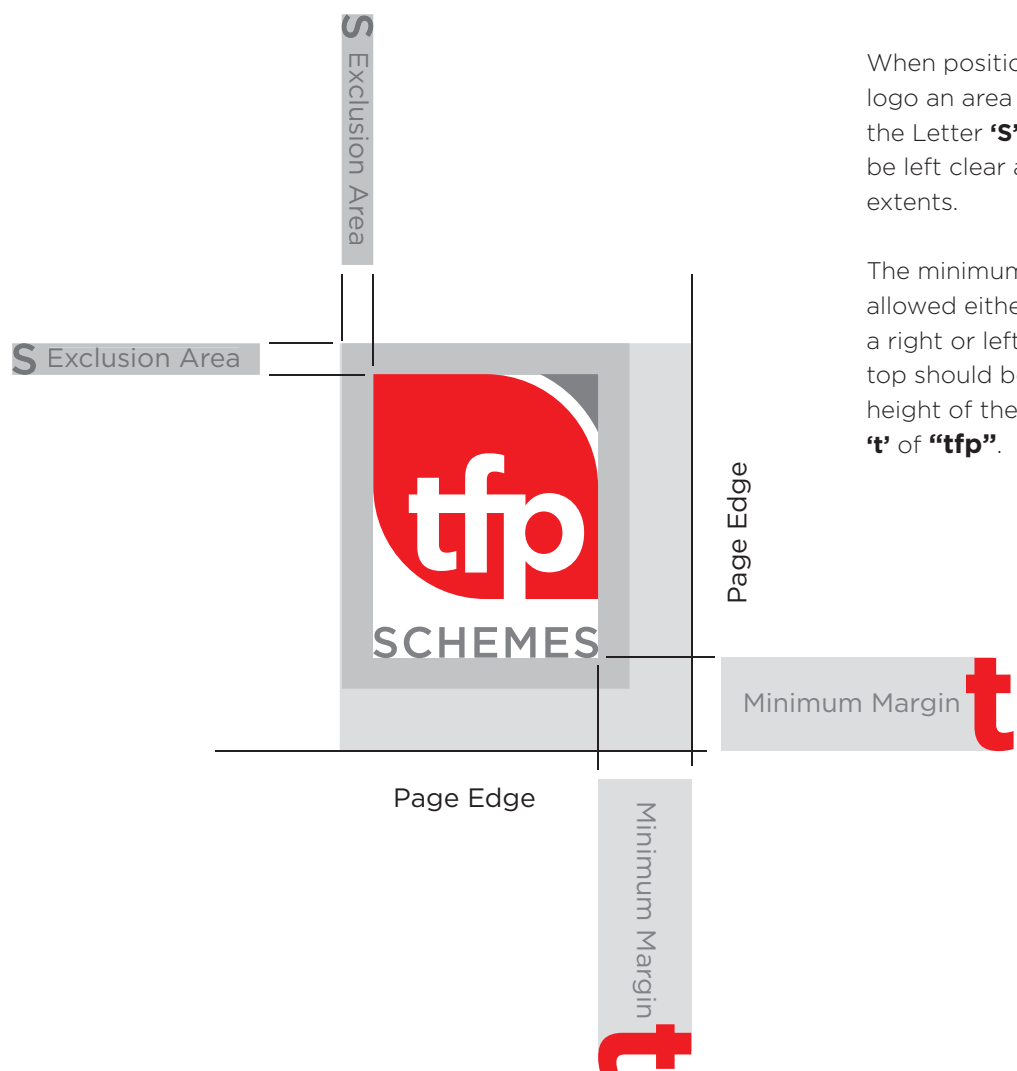 S Exclusion Area
When positio
logo an area
the Letter ‘S’
be left clear a
extents.
The minimum
allowed eithe
a right or left
top should b
height of the
‘t’ of “tfp”.
S Exclusion Area
tfp
SCHEMES
Page Edge
Minimum Margin t
Page Edge
Minimum Margin t